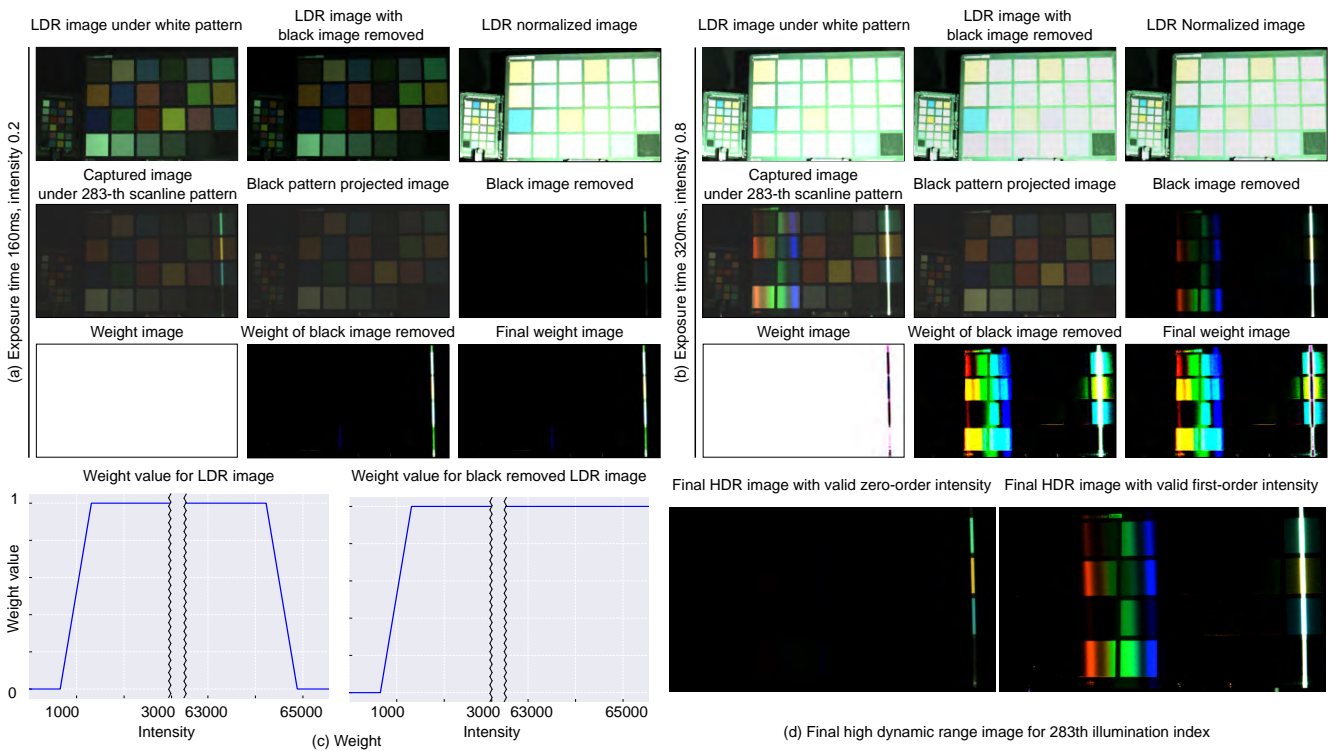 (a) Exposure time 160ms, intensity 0.2
LDR image under white pattern
LDR image with
black image removed
LDR normalized image
Captured image
under 283-th scanline pattern
Black pattern projected image
Black image removed
Weight image
Weight of black image removed
Final weight image
(b) Exposure time 320ms, intensity 0.8
LDR image under white pattern
LDR image with
black image removed
LDR Normalized image
Captured image
under 283-th scanline pattern
Black pattern projected image
Black image removed
Weight image
Weight of black image removed
Final weight image
Weight value for LDR image
1
Weight value
0
1000
3000
63000
65000
Intensity
Weight value for black removed LDR image
1000
3000
63000
65000
Intensity
(c) Weight
Final HDR image with valid zero-order intensity
Final HDR image with valid first-order intensity
(d) Final high dynamic range image for 283th illumination index